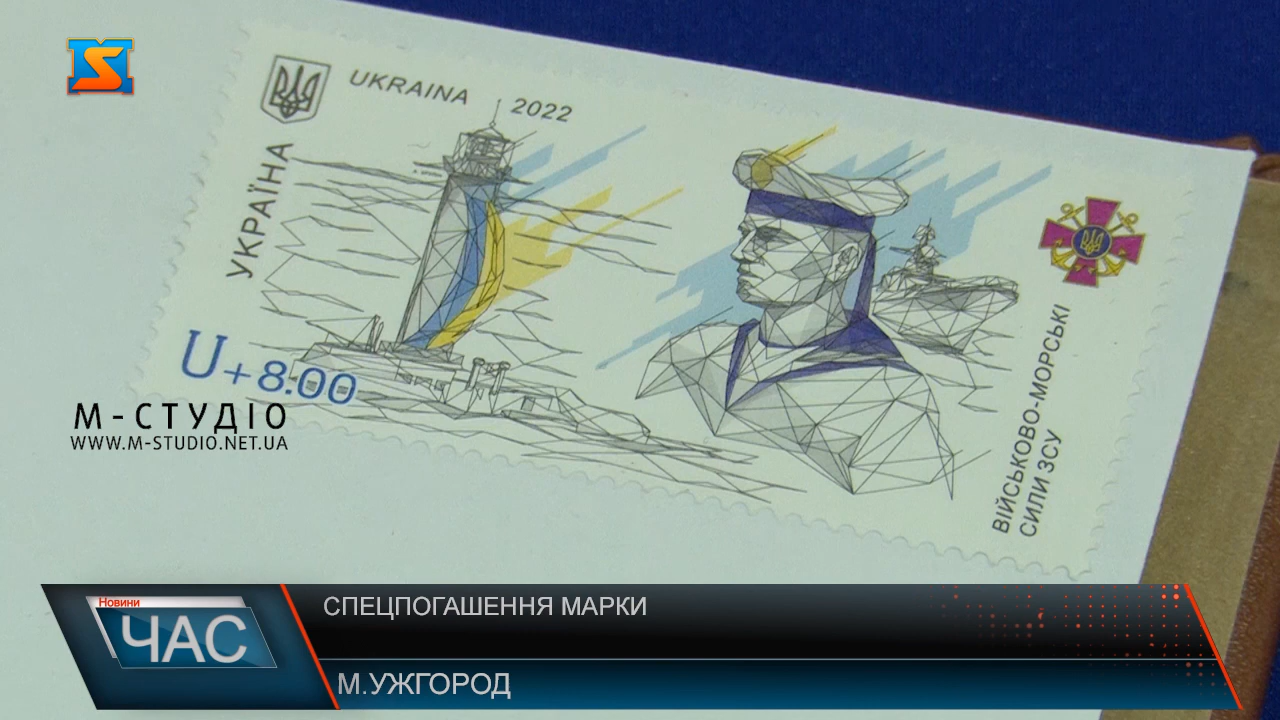 UKRAINA 2022
УКРАЇНА
U+8.00
ВІЙСЬКОВО-МОРСЬКІ
СИЛИ ЗСУ
М-СТУДІО
WWW.M-STUDIO.NET.UA
Новини
ЧАС
СПЕЦПОГАШЕННЯ МАРКИ
М.УЖГОРОД